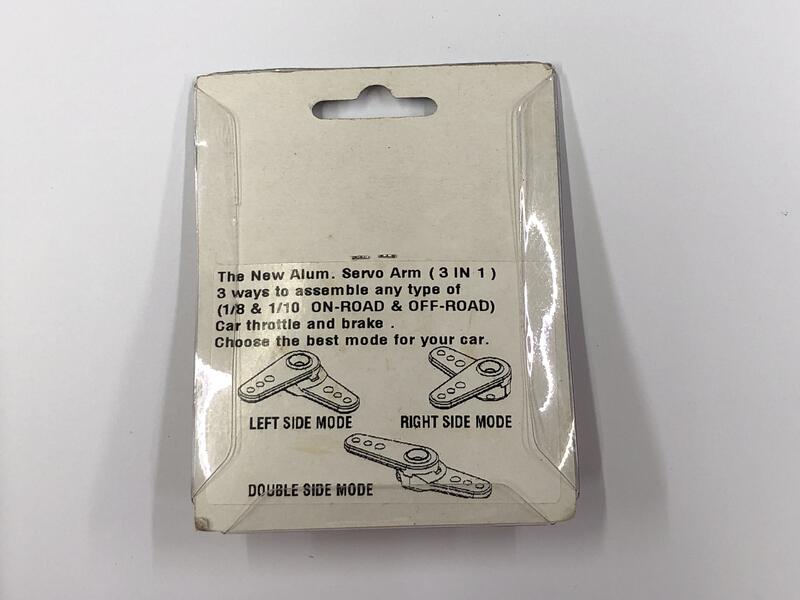 The New Alum. Servo Arm ( 3 IN 1 )
3 ways to assemble any type of
(1/8 & 1/10 ON-ROAD & OFF-ROAD)
Car throttle and brake .
Choose the best mode for your car.
LEFT SIDE MODE
RIGHT SIDE MODE
DOUBLE SIDE MODE